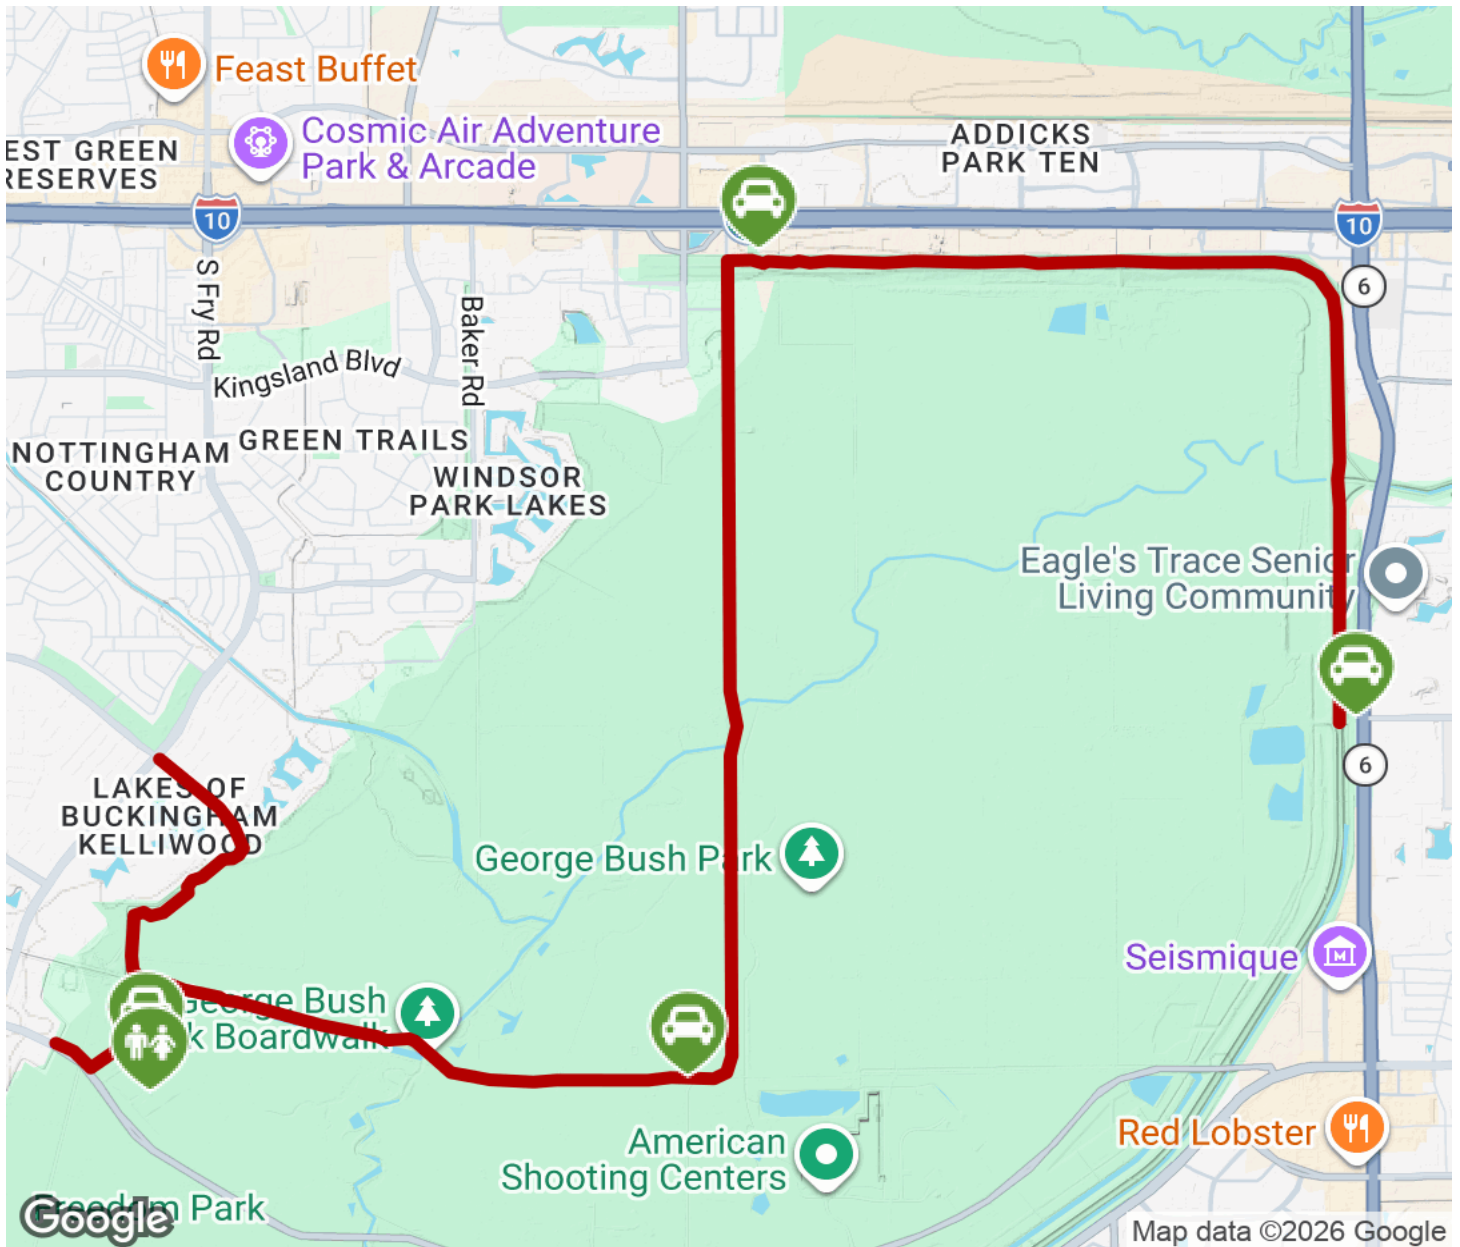 Feast Buffet
Cosmic Air Adventure
Park & Arcade
ADDICKS
PARK TEN
EST GREEN
RESERVES
10
10
S Fry Rd
6
Baker Rd
Kingsland Blvd
NOTTINGHAM
COUNTRY
GREEN TRAILS
WINDSOR
PARK LAKES
Eagle's Trace Senior
Living Community
6
LAKES OF
BUCKINGHAM
KELLIWOOD
George Bush Park
Seismique
George Bush
k Boardwalk
American
Shooting Centers
Red Lobster
Freedom Park
Google
Map data ©2026 Google